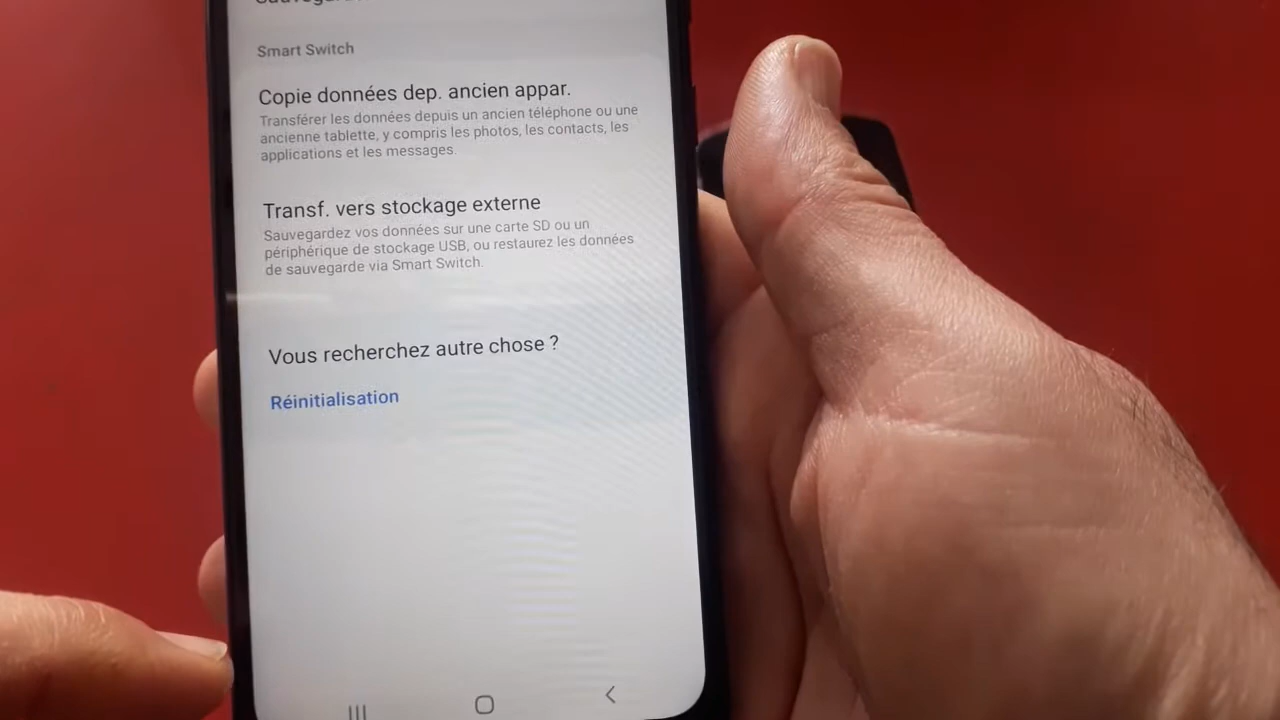 Smart Switch
Copie données dep. ancien appar.
Transférer les données depuis un ancien téléphone ou une
ancienne tablette, y compris les photos, les contacts, les
applications et les messages.
Transf. vers stockage externe
Sauvegardez vos données sur une carte SD ou un
périphérique de stockage USB, ou restaurez les données
de sauvegarde via Smart Switch.
Vous recherchez autre chose ?
Réinitialisation